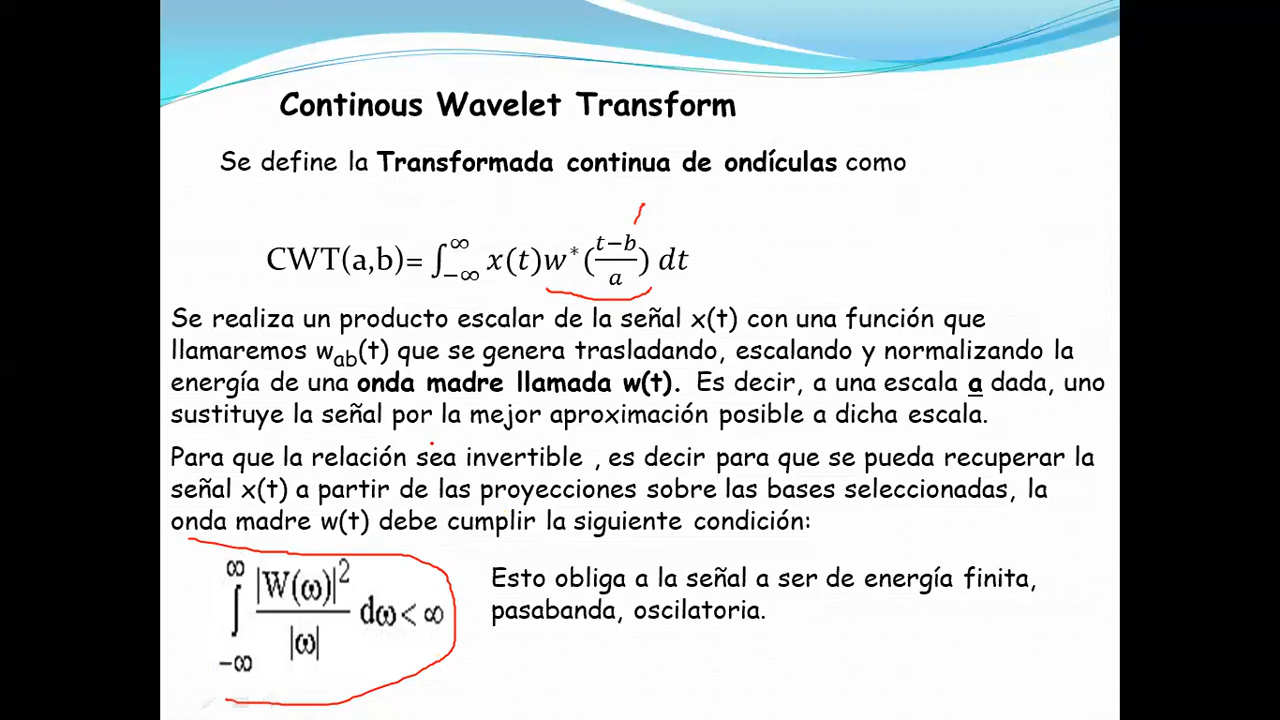 Continous Wavelet Transform
Se define la Transformada continua de ondículas como
CWT(a,b)= ∫_{-∞}^{∞} x(t)w*((t−b)/a) dt
Se realiza un producto escalar de la señal x(t) con una función que
llamaremos w_{ab}(t) que se genera trasladando, escalando y normalizando la
energía de una onda madre llamada w(t). Es decir, a una escala a dada, uno
sustituye la señal por la mejor aproximación posible a dicha escala.
Para que la relación sea invertible , es decir para que se pueda recuperar la
señal x(t) a partir de las proyecciones sobre las bases seleccionadas, la
onda madre w(t) debe cumplir la siguiente condición:
∫_{-∞}^{∞} |W(ω)|²/|ω| dω < ∞
Esto obliga a la señal a ser de energía finita,
pasabanda, oscilatoria.